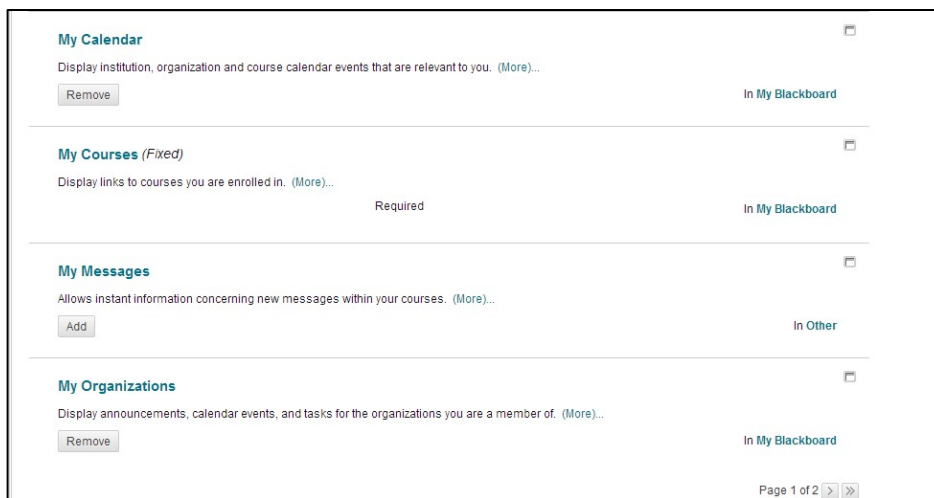 My Calendar
Display institution, organization and course calendar events that are relevant to you. (More)...
Remove
In My Blackboard
My Courses (Fixed)
Display links to courses you are enrolled in. (More)...
Required
In My Blackboard
My Messages
Allows instant information concerning new messages within your courses. (More)...
Add
In Other
My Organizations
Display announcements, calendar events, and tasks for the organizations you are a member of. (More)...
Remove
In My Blackboard
Page 1 of 2 > >>